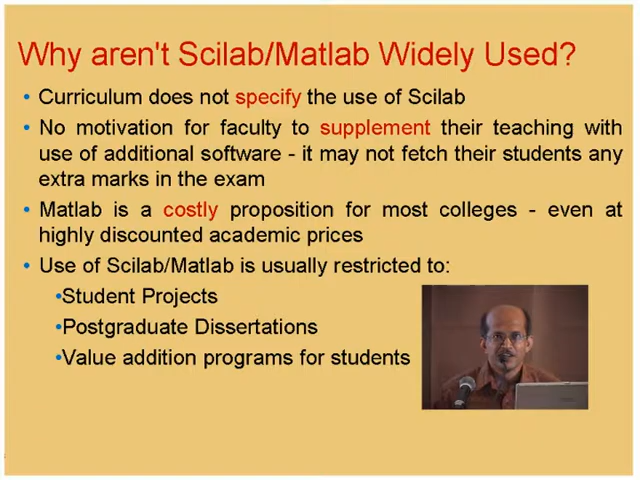 Why aren't Scilab/Matlab Widely Used?
• Curriculum does not specify the use of Scilab
• No motivation for faculty to supplement their teaching with
use of additional software - it may not fetch their students any
extra marks in the exam
• Matlab is a costly proposition for most colleges - even at
highly discounted academic prices
• Use of Scilab/Matlab is usually restricted to:
•Student Projects
•Postgraduate Dissertations
•Value addition programs for students